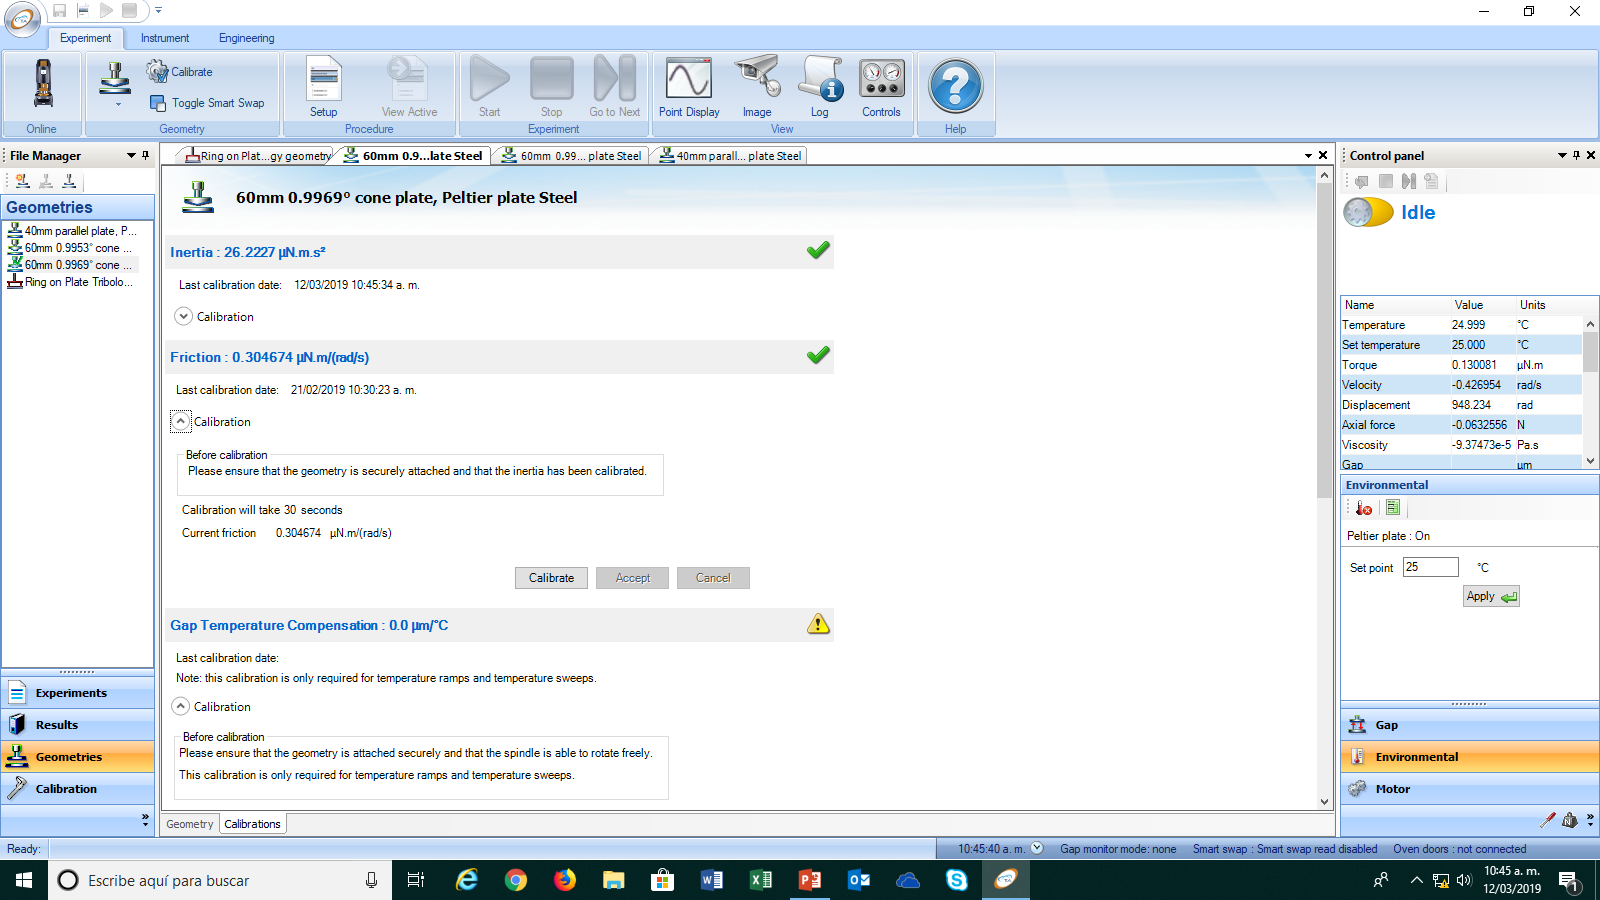 Experiment Instrument Engineering
Calibrate
Toggle Smart Swap
Setup View Active Start Stop Go to Next Point Display Image Log Controls
Online Geometry Procedure Experiment View Help
File Manager
Geometries
40mm parallel plate, P...
60mm 0.9953° cone ...
60mm 0.9969° cone ...
Ring on Plate Tribolo...
Experiments
Results
Geometries
Calibration
Ring on Plat...gy geometry 60mm 0.9...late Steel 60mm 0.99... plate Steel 40mm parall... plate Steel
60mm 0.9969° cone plate, Peltier plate Steel
Inertia : 26.2227 µN.m.s²
Last calibration date: 12/03/2019 10:45:34 a. m.
Calibration
Friction : 0.304674 µN.m/(rad/s)
Last calibration date: 21/02/2019 10:30:23 a. m.
Calibration
Before calibration
Please ensure that the geometry is securely attached and that the inertia has been calibrated.
Calibration will take 30 seconds
Current friction 0.304674 µN.m/(rad/s)
Calibrate Accept Cancel
Gap Temperature Compensation : 0.0 µm/°C
Last calibration date:
Note: this calibration is only required for temperature ramps and temperature sweeps.
Calibration
Before calibration
Please ensure that the geometry is attached securely and that the spindle is able to rotate freely.
This calibration is only required for temperature ramps and temperature sweeps.
Geometry Calibrations
Control panel
Idle
Name Value Units
Temperature 24.999 °C
Set temperature 25.000 °C
Torque 0.130081 µN.m
Velocity -0.426954 rad/s
Displacement 948.234 rad
Axial force -0.0632556 N
Viscosity -9.37473e-5 Pa.s
Gap µm
Environmental
Peltier plate : On
Set point 25 °C
Apply
Gap
Environmental
Motor
Ready: 10:45:40 a. m. Gap monitor mode: none Smart swap : Smart swap read disabled Oven doors : not connected
Escribe aquí para buscar
10:45 a. m.
12/03/2019
1